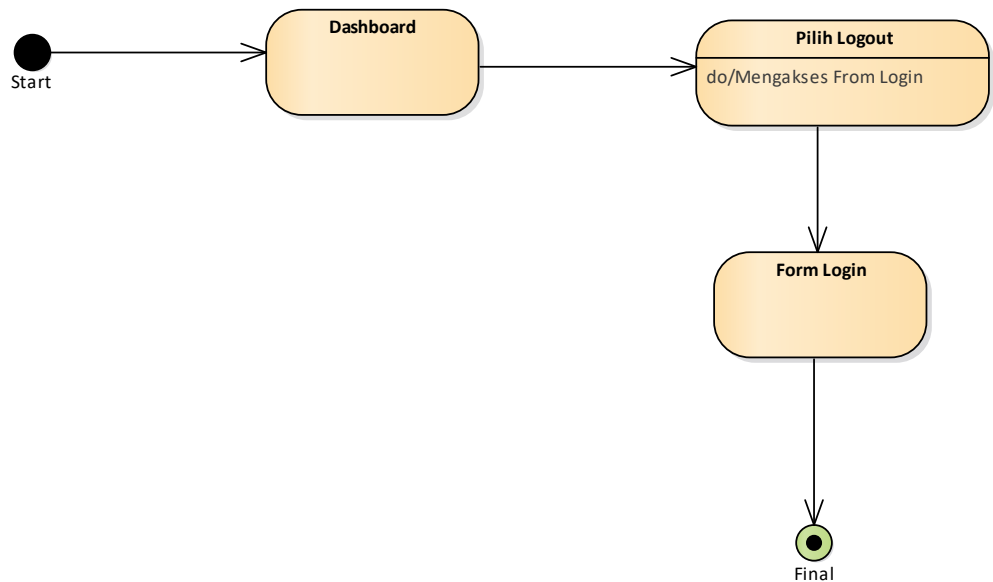 Start
Dashboard
Pilih Logout
do/Mengakses From Login
Form Login
Final